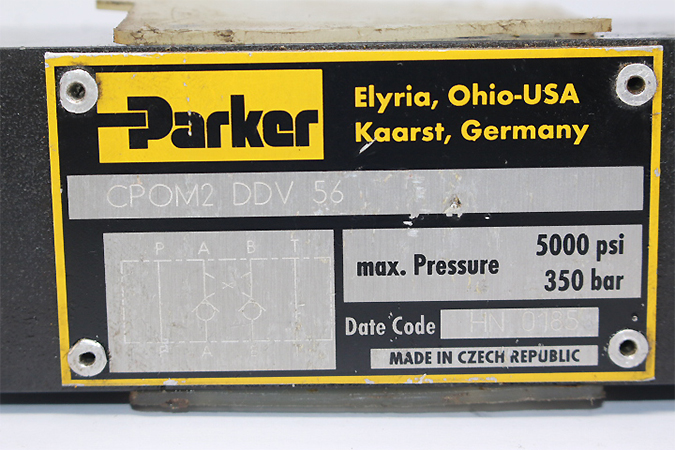 Parker
Elyria, Ohio-USA
Kaarst, Germany
CPOM2 DDV 56
P A B T
P A
max. Pressure
5000 psi
350 bar
Date Code HN 0185
MADE IN CZECH REPUBLIC